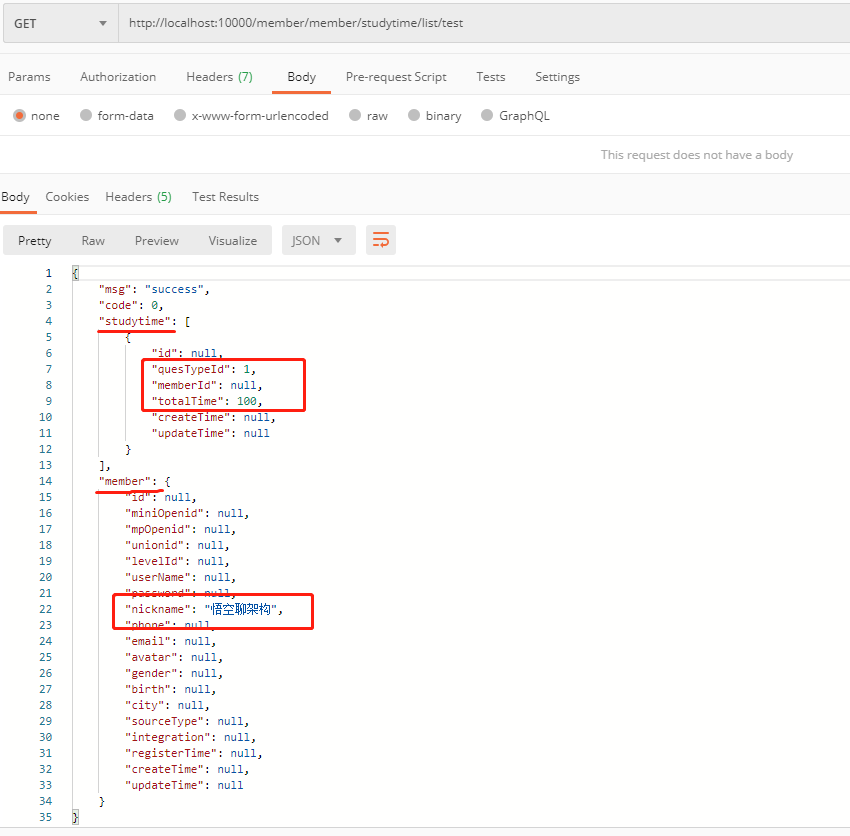 GET http://localhost:10000/member/member/studytime/list/test
Params Authorization Headers (7) Body Pre-request Script Tests Settings
none form-data x-www-form-urlencoded raw binary GraphQL
This request does not have a body
Body Cookies Headers (5) Test Results
Pretty Raw Preview Visualize JSON
1 {
2 "msg": "success",
3 "code": 0,
4 "studytime": [
5 {
6 "id": null,
7 "quesTypeId": 1,
8 "memberId": null,
9 "totalTime": 100,
10 "createTime": null,
11 "updateTime": null
12 }
13 ],
14 "member": {
15 "id": null,
16 "miniOpenid": null,
17 "mpOpenid": null,
18 "unionid": null,
19 "levelId": null,
20 "userName": null,
21 "password": null,
22 "nickname": "悟空聊架构",
23 "phone": null,
24 "email": null,
25 "avatar": null,
26 "gender": null,
27 "birth": null,
28 "city": null,
29 "sourceType": null,
30 "integration": null,
31 "registerTime": null,
32 "createTime": null,
33 "updateTime": null
34 }
35 }